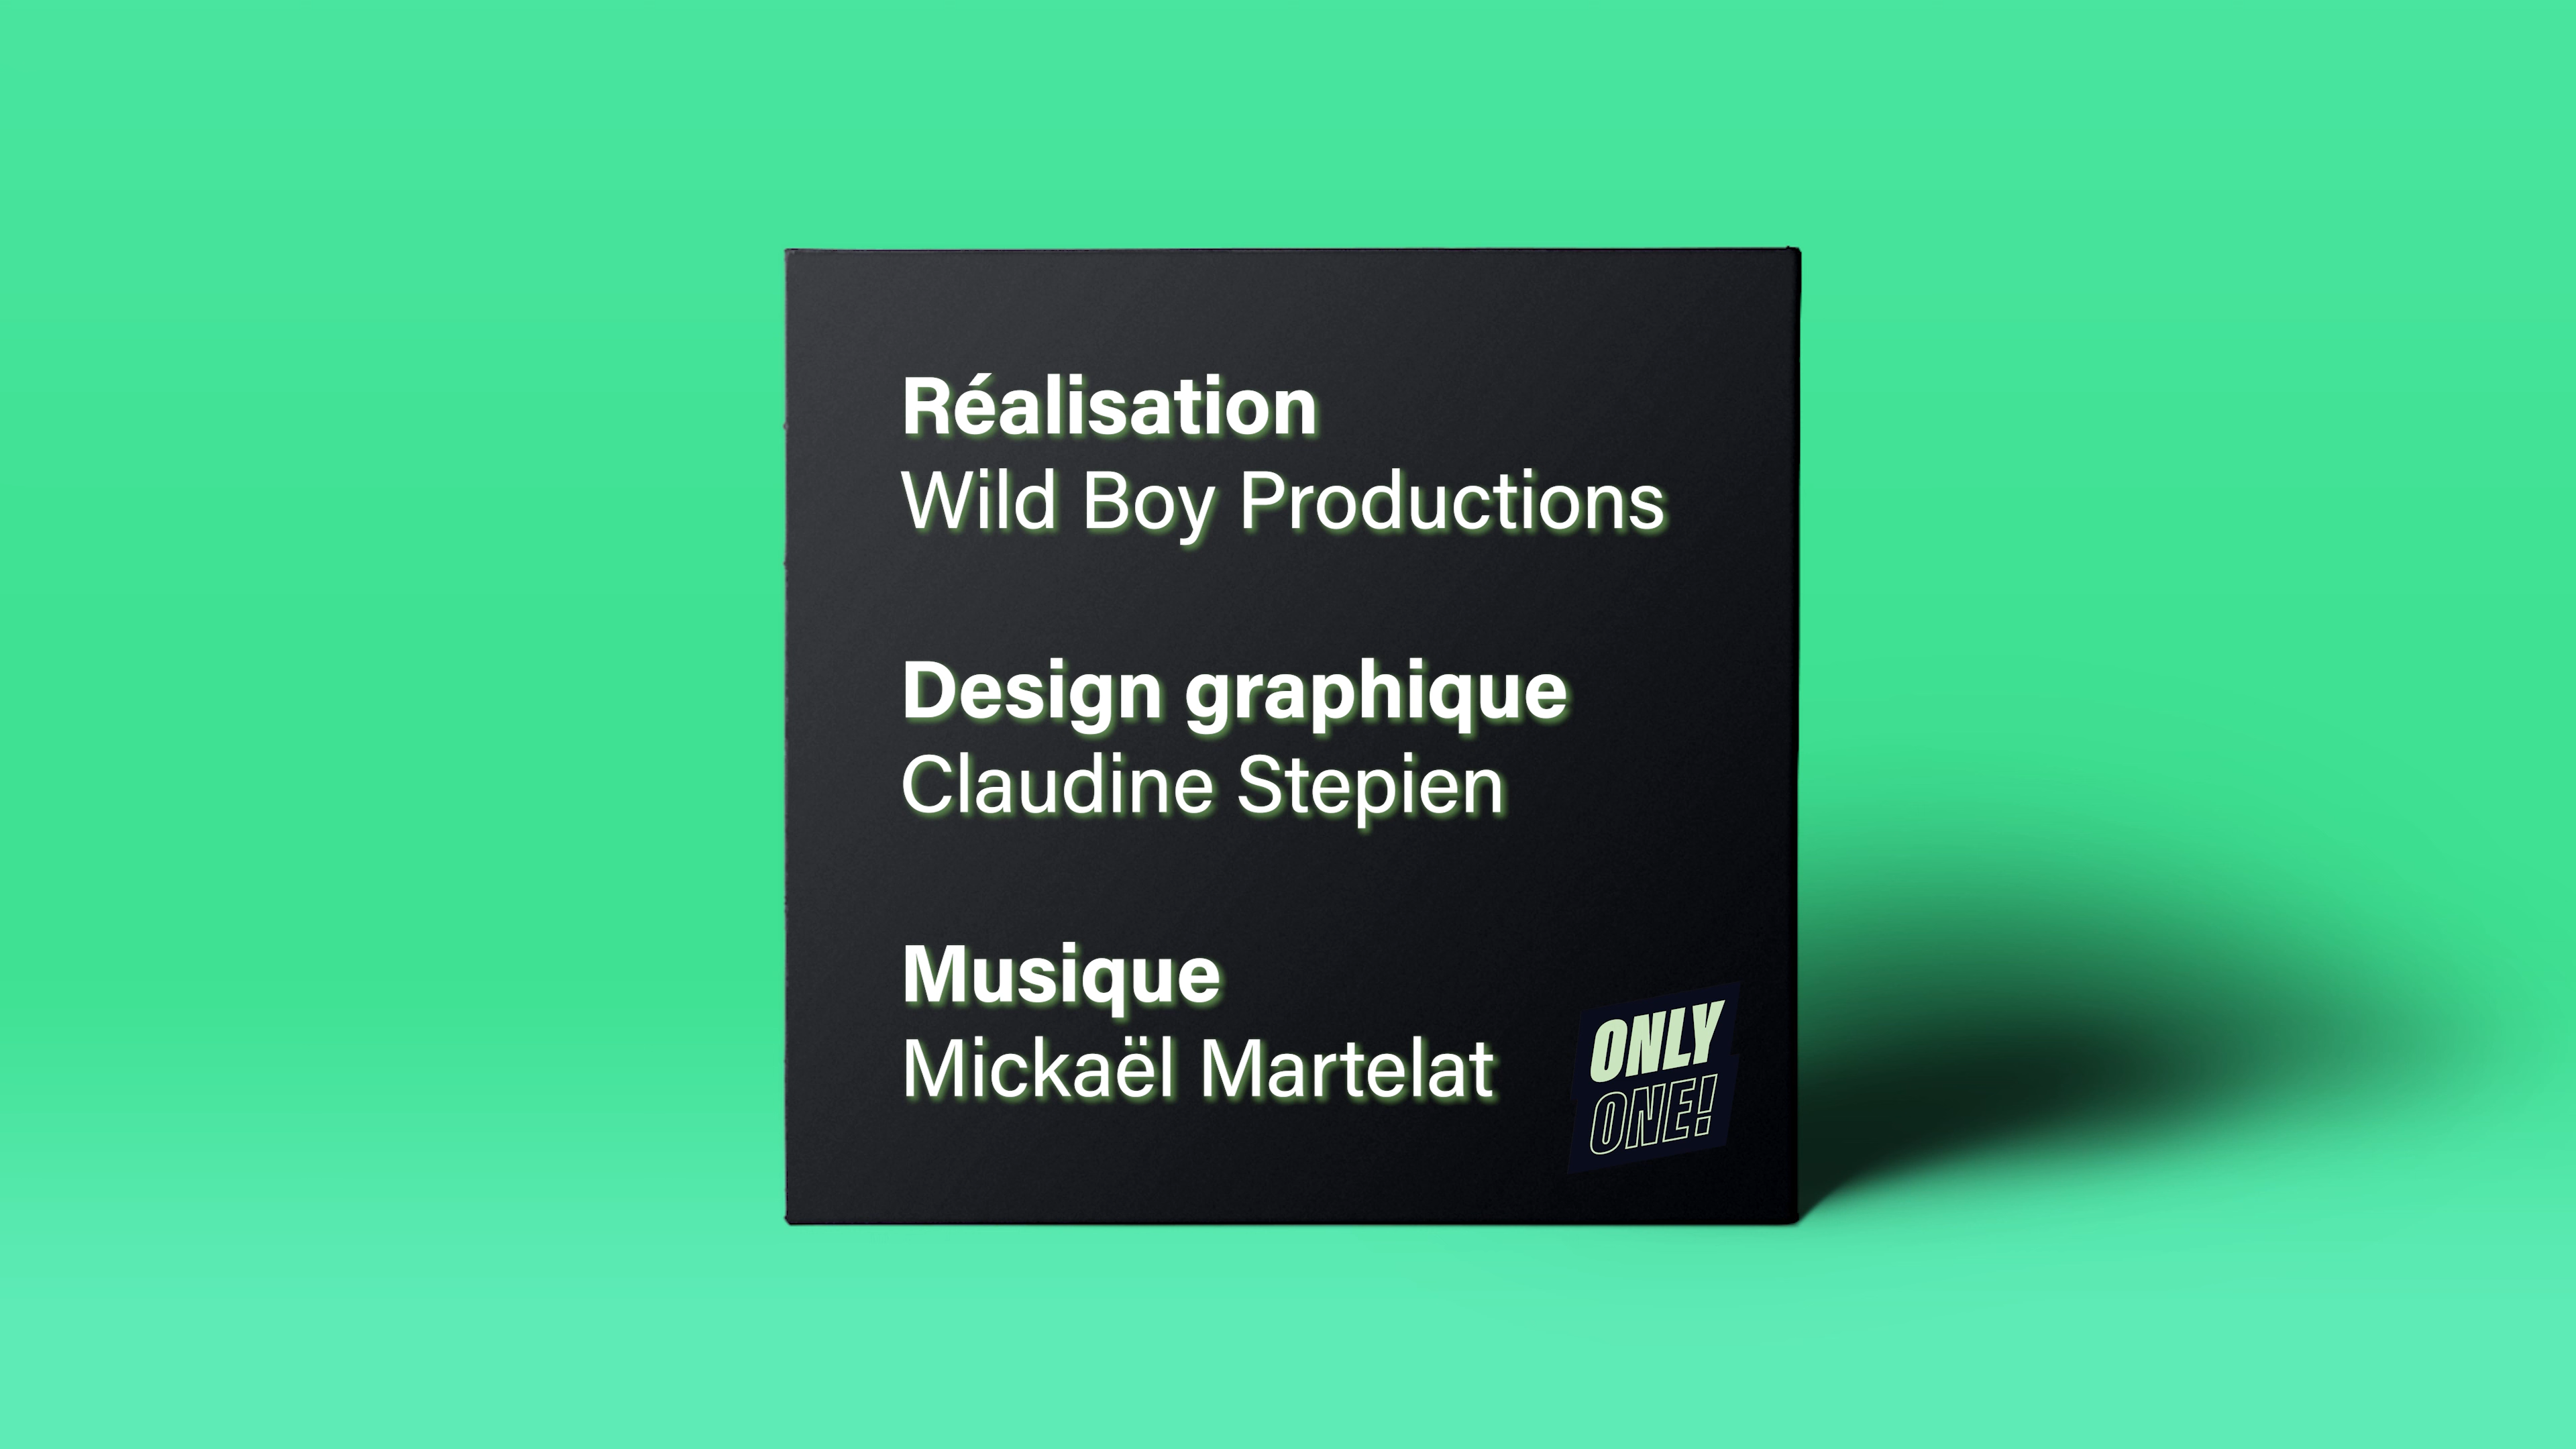 Réalisation
Wild Boy Productions
Design graphique
Claudine Stepien
Musique
Mickaël Martelat
ONLY
ONE!